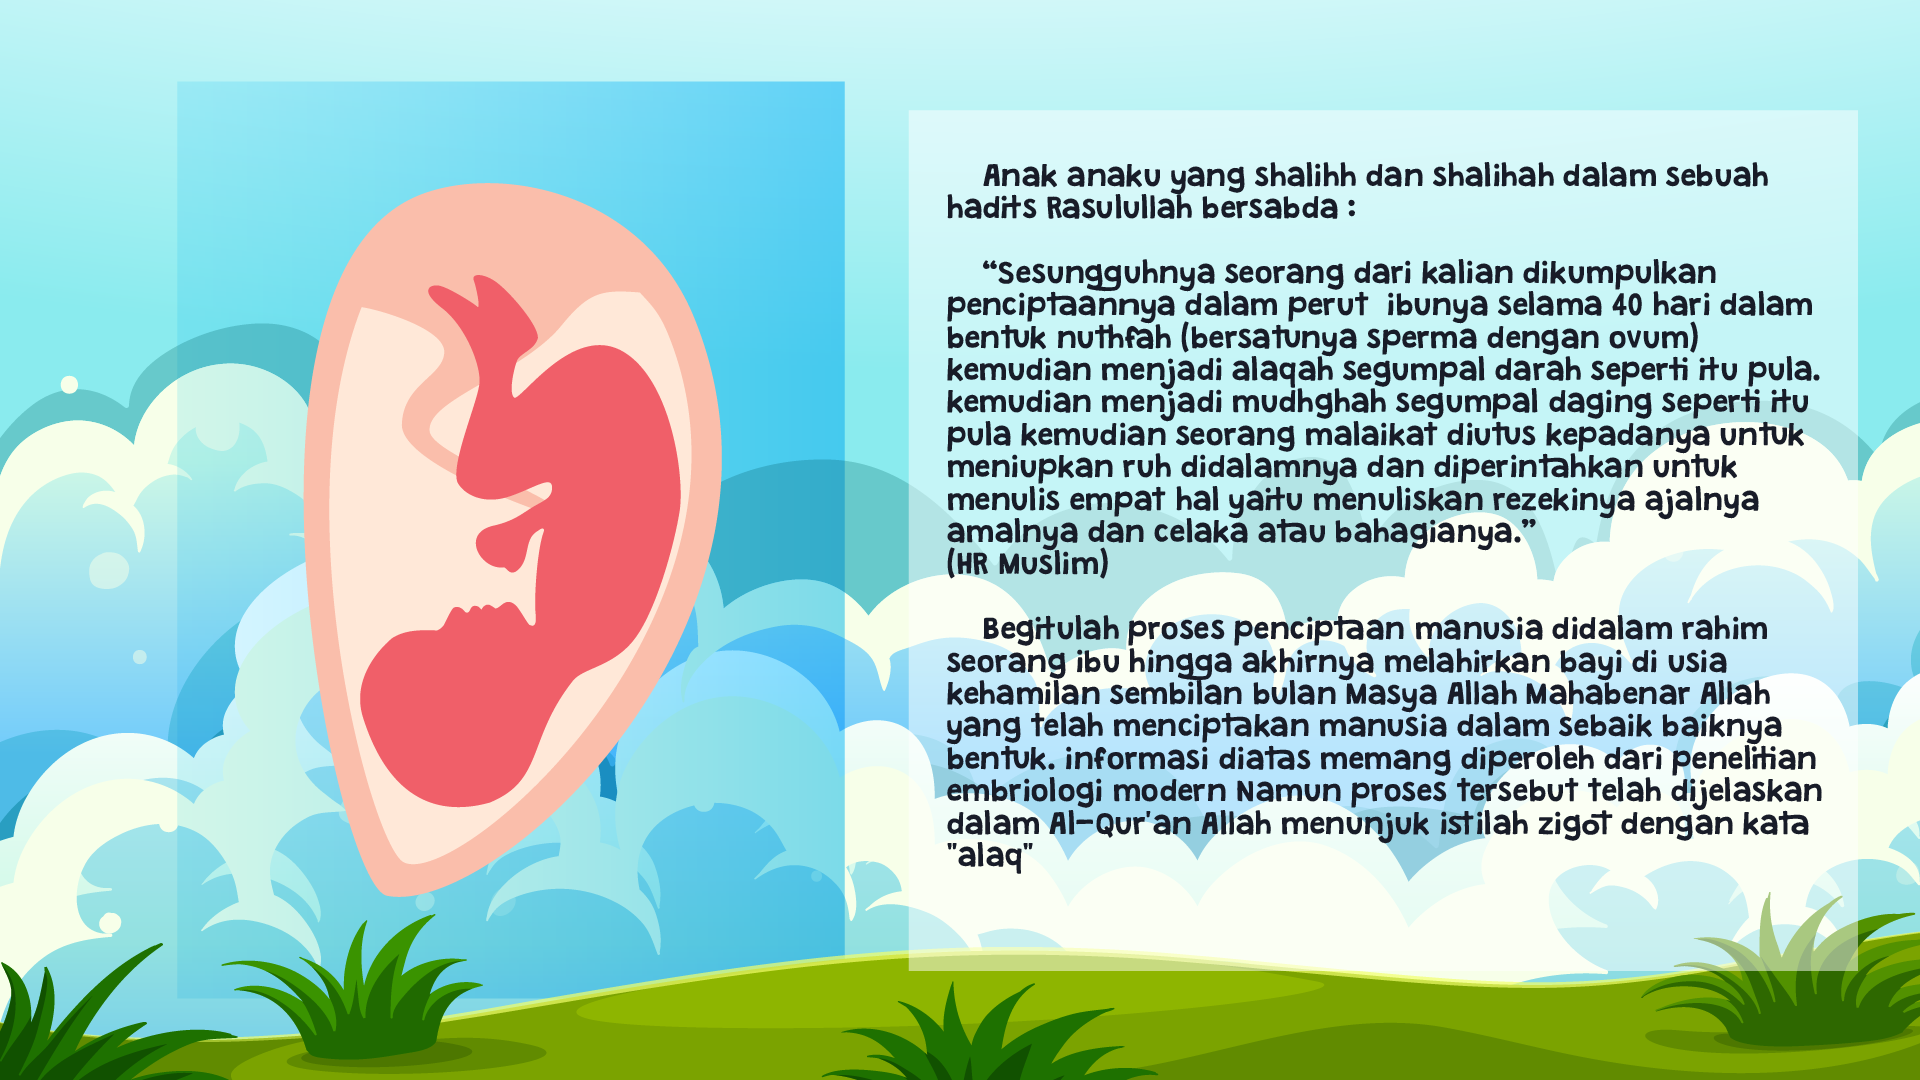 Anak anaku yang shalihh dan shalihah dalam sebuah
hadits Rasulullah bersabda :
“Sesungguhnya seorang dari kalian dikumpulkan
penciptaannya dalam perut ibunya selama 40 hari dalam
bentuk nuthfah (bersatunya sperma dengan ovum)
kemudian menjadi alaqah segumpal darah seperti itu pula.
kemudian menjadi mudhghah segumpal daging seperti itu
pula kemudian seorang malaikat diutus kepadanya untuk
meniupkan ruh didalamnya dan diperintahkan untuk
menulis empat hal yaitu menuliskan rezekinya ajalnya
amalnya dan celaka atau bahagianya.”
(HR Muslim)
Begitulah proses penciptaan manusia didalam rahim
seorang ibu hingga akhirnya melahirkan bayi di usia
kehamilan sembilan bulan Masya Allah Mahabenar Allah
yang telah menciptakan manusia dalam sebaik baiknya
bentuk. informasi diatas memang diperoleh dari penelitian
embriologi modern Namun proses tersebut telah dijelaskan
dalam Al-Qur'an Allah menunjuk istilah zigot dengan kata
"alaq"